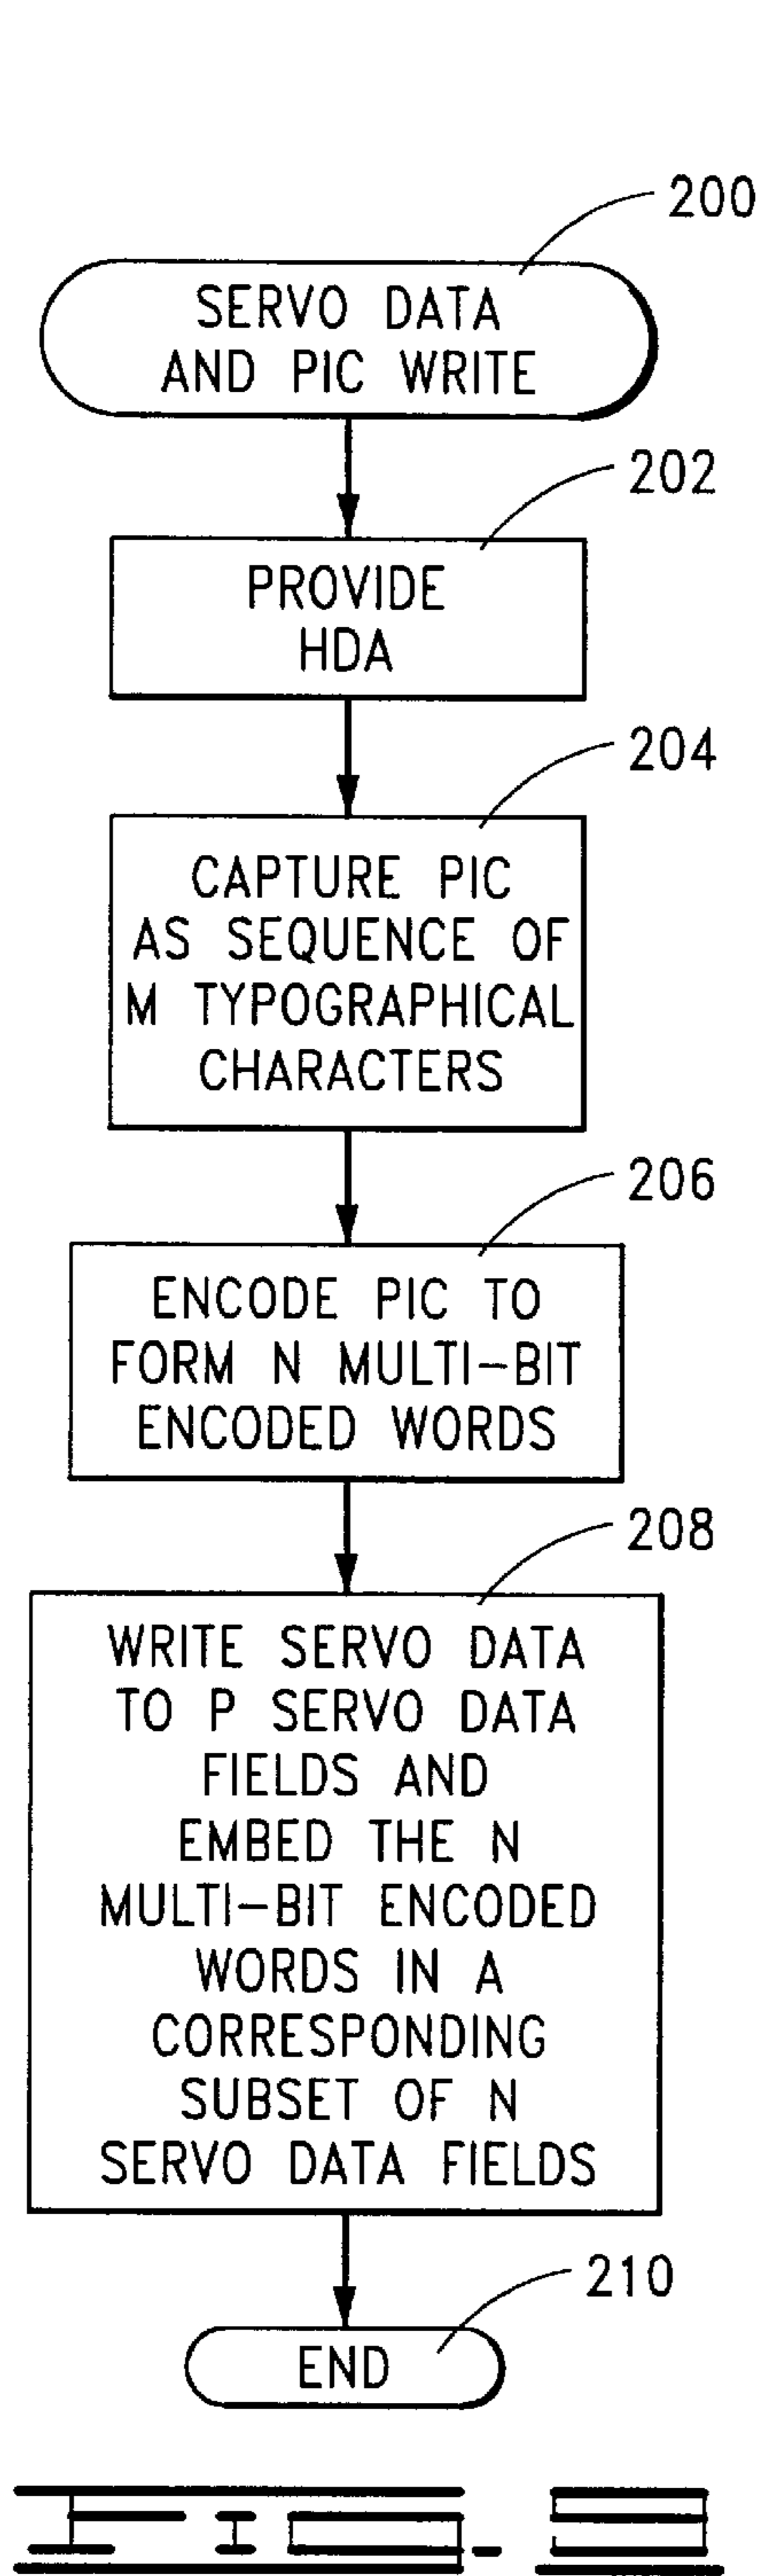 200
SERVO DATA
AND PIC WRITE
202
PROVIDE
HDA
204
CAPTURE PIC
AS SEQUENCE OF
M TYPOGRAPHICAL
CHARACTERS
206
ENCODE PIC TO
FORM N MULTI-BIT
ENCODED WORDS
208
WRITE SERVO DATA
TO P SERVO DATA
FIELDS AND
EMBED THE N
MULTI-BIT ENCODED
WORDS IN A
CORRESPONDING
SUBSET OF N
SERVO DATA FIELDS
210
END